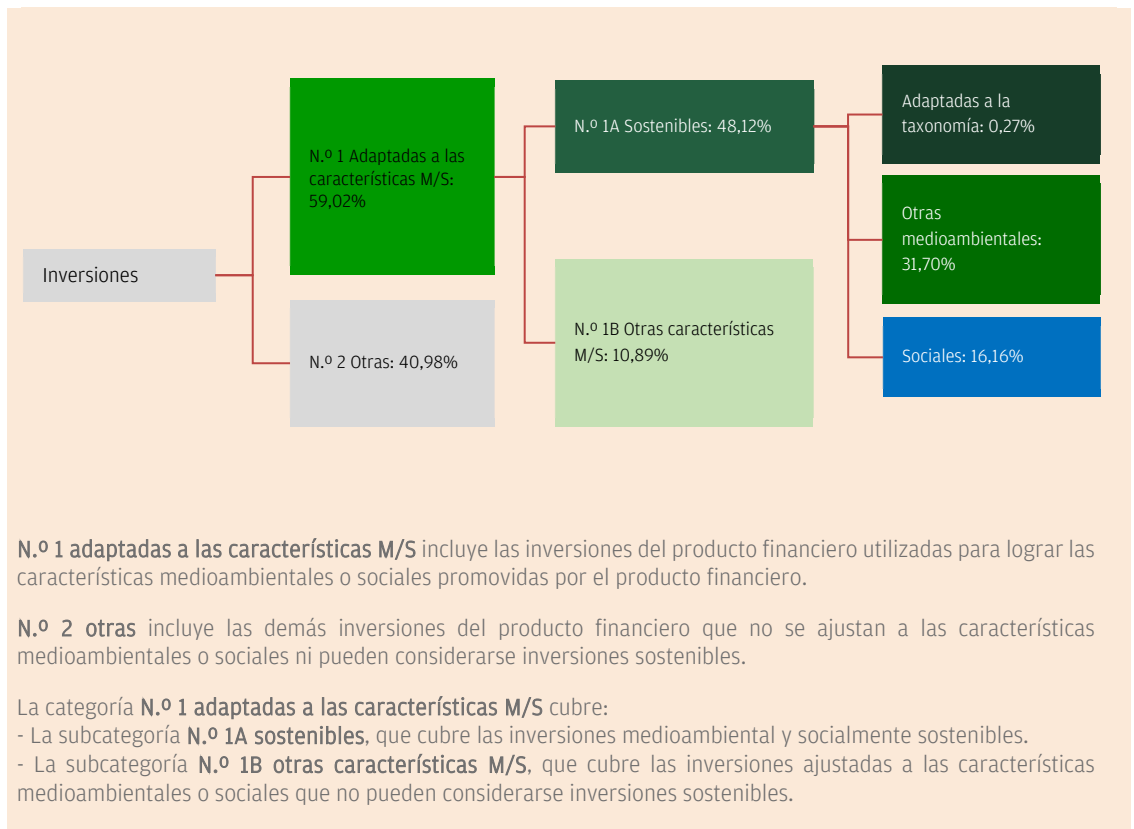 Inversiones
N.º 1 Adaptadas a las
características M/S:
59,02%
N.º 2 Otras: 40,98%
N.º 1A Sostenibles: 48,12%
N.º 1B Otras características
M/S: 10,89%
Adaptadas a la
taxonomía: 0,27%
Otras
medioambientales:
31,70%
Sociales: 16,16%
N.º 1 adaptadas a las características M/S incluye las inversiones del producto financiero utilizadas para lograr las
características medioambientales o sociales promovidas por el producto financiero.
N.º 2 otras incluye las demás inversiones del producto financiero que no se ajustan a las características
medioambientales o sociales ni pueden considerarse inversiones sostenibles.
La categoría N.º 1 adaptadas a las características M/S cubre:
- La subcategoría N.º 1A sostenibles, que cubre las inversiones medioambiental y socialmente sostenibles.
- La subcategoría N.º 1B otras características M/S, que cubre las inversiones ajustadas a las características
medioambientales o sociales que no pueden considerarse inversiones sostenibles.